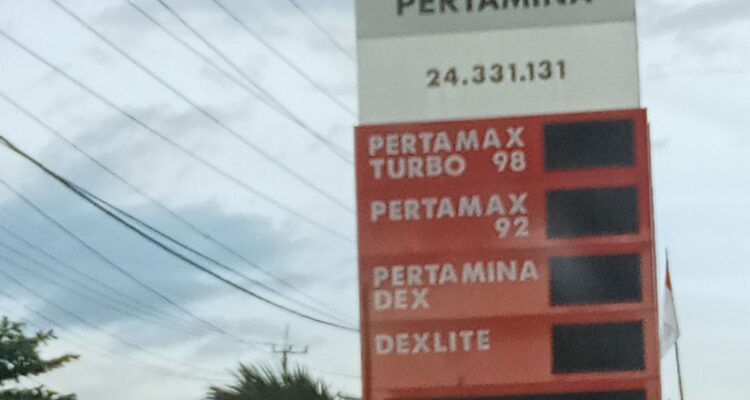 PERTAMINA
24.331.131
PERTAMAX
TURBO 98
PERTAMAX
92
PERTAMINA
DEX
DEXLITE